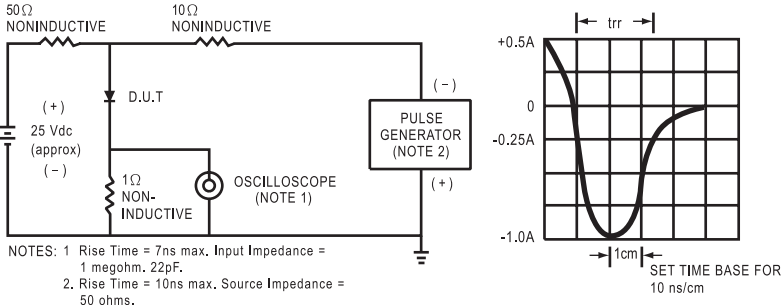 50Ω
NONINDUCTIVE
10Ω
NONINDUCTIVE
D.U.T
(+)
25 Vdc
(approx)
(-)
1Ω
NON-
INDUCTIVE
OSCILLOSCOPE
(NOTE 1)
(-)
PULSE
GENERATOR
(NOTE 2)
(+)
NOTES: 1 Rise Time = 7ns max. Input Impedance =
1 megohm. 22pF.
2. Rise Time = 10ns max. Source Impedance =
50 ohms.
trr
+0.5A
0
-0.25A
-1.0A
1cm
SET TIME BASE FOR
10 ns/cm